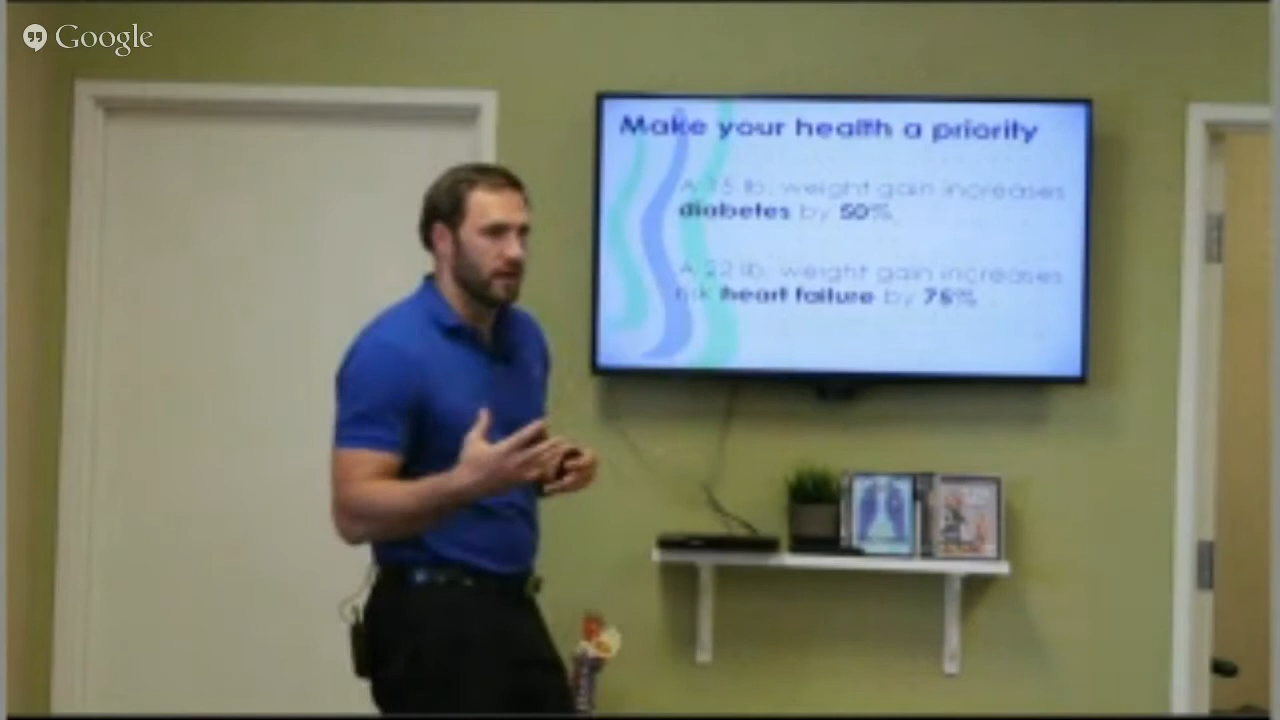 Google
Make your health a priority
A 15 lb. weight gain increases
diabetes by 50%.
A 22 lb. weight gain increases
risk heart failure by 75%.